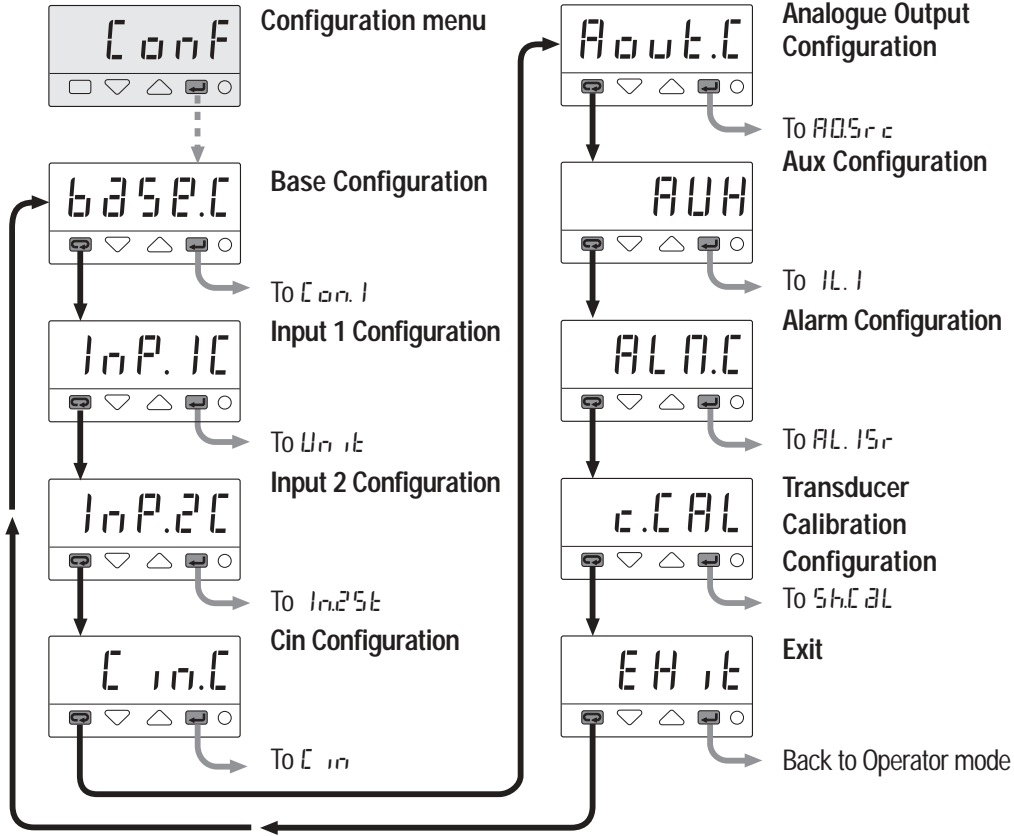 ConF
Configuration menu
baSE.C
Base Configuration
To Con.1
InP.1C
Input 1 Configuration
To Unit
InP.2C
Input 2 Configuration
To In.2St
Cin.C
Cin Configuration
To Cin
Aout.C
Analogue Output
Configuration
To AO.Src
AUH
Aux Configuration
To 1L.1
ALM.C
Alarm Configuration
To AL.1Sr
c.CAL
Transducer
Calibration
Configuration
To Sh.CaL
EHit
Exit
Back to Operator mode